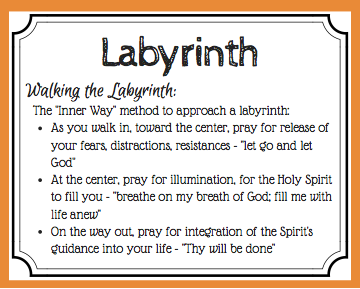 Labyrinth
Walking the Labyrinth:
The "Inner Way" method to approach a labyrinth:
• As you walk in, toward the center, pray for release of
your fears, distractions, resistances - "let go and let
God"
• At the center, pray for illumination, for the Holy Spirit
to fill you - "breathe on my breath of God; fill me with
life anew"
• On the way out, pray for integration of the Spirit's
guidance into your life - "Thy will be done"